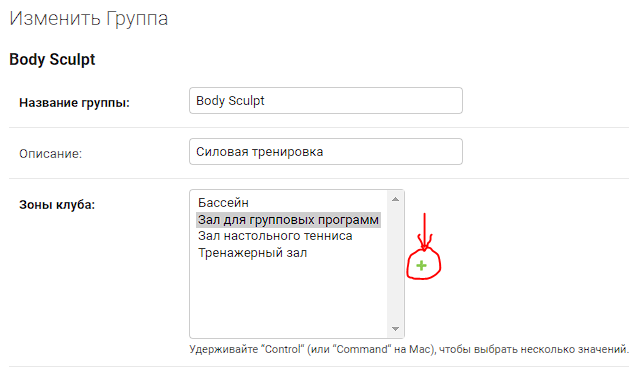 Изменить Группа
Body Sculpt
Название группы: Body Sculpt
Описание: Силовая тренировка
Зоны клуба:
Бассейн
Зал для групповых программ
Зал настольного тенниса
Тренажерный зал
Удерживайте "Control" (или "Command" на Mac), чтобы выбрать несколько значений.